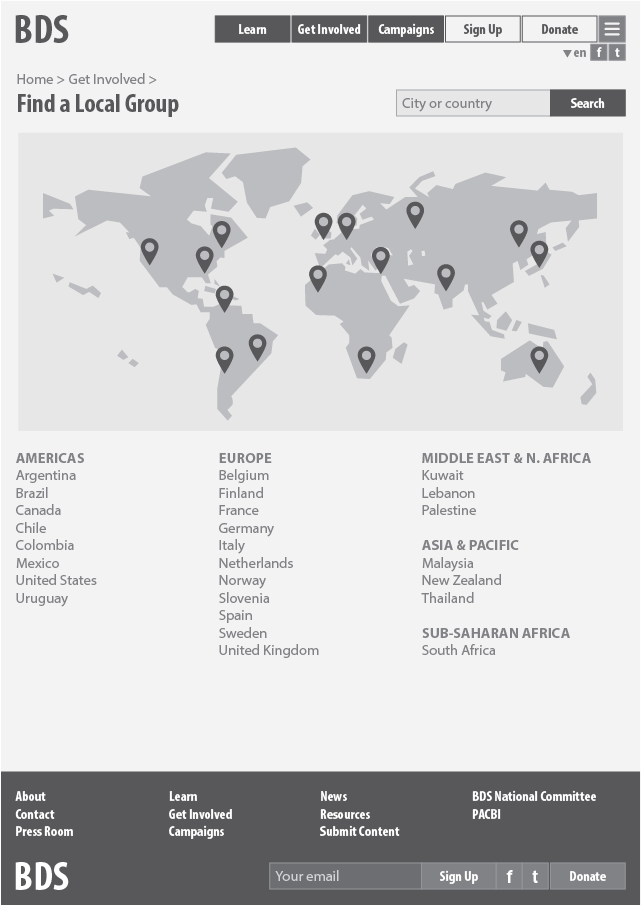 BDS
Learn
Get Involved
Campaigns
Sign Up
Donate
en
f
t
Home > Get Involved >
Find a Local Group
City or country
Search
AMERICAS
Argentina
Brazil
Canada
Chile
Colombia
Mexico
United States
Uruguay
EUROPE
Belgium
Finland
France
Germany
Italy
Netherlands
Norway
Slovenia
Spain
Sweden
United Kingdom
MIDDLE EAST & N. AFRICA
Kuwait
Lebanon
Palestine
ASIA & PACIFIC
Malaysia
New Zealand
Thailand
SUB-SAHARAN AFRICA
South Africa
About
Contact
Press Room
Learn
Get Involved
Campaigns
News
Resources
Submit Content
BDS National Committee
PACBI
BDS
Your email
Sign Up
f
t
Donate